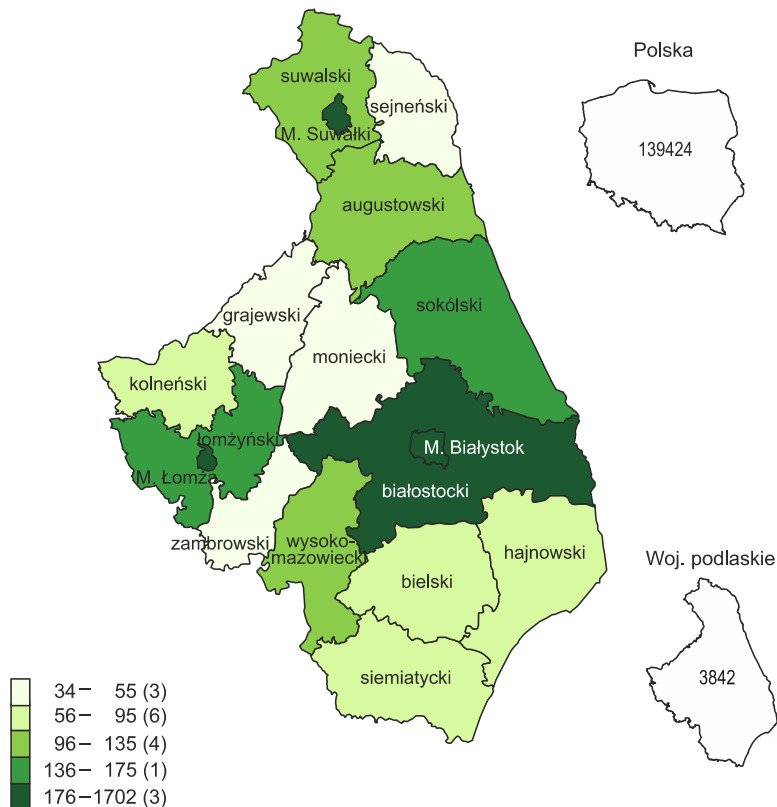 Polska
139424
suwalski
sejneński
M. Suwałki
augustowski
sokólski
grajewski
moniecki
kolneński
łomżyński
M. Łomża
M. Białystok
białostocki
zambrowski
wysoko-
mazowiecki
hajnowski
bielski
siemiatycki
Woj. podlaskie
3842
34 – 55 (3)
56 – 95 (6)
96 – 135 (4)
136 – 175 (1)
176 – 1702 (3)